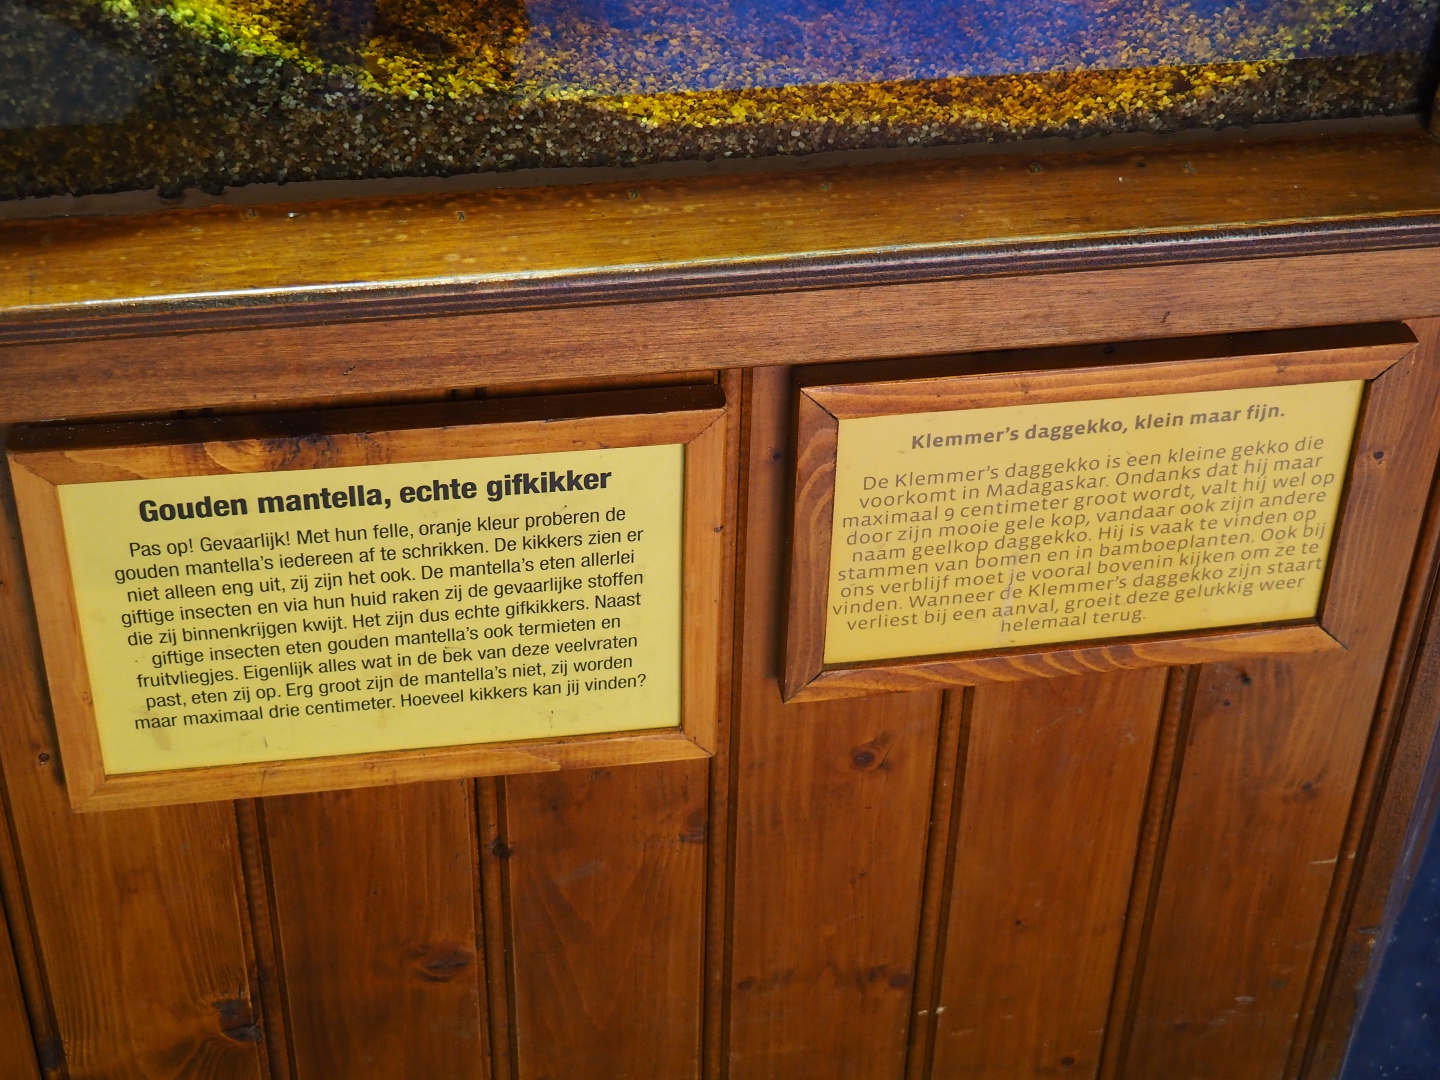 Gouden mantella, echte gifkikker
Pas op! Gevaarlijk! Met hun felle, oranje kleur proberen de
gouden mantella's iedereen af te schrikken. De kikkers zien er
niet alleen eng uit, zij zijn het ook. De mantella's eten allerlei
giftige insecten en via hun huid raken zij de gevaarlijke stoffen
die zij binnenkrijgen kwijt. Het zijn dus echte gifkikkers. Naast
giftige insecten eten gouden mantella's ook termieten en
fruitvliegjes. Eigenlijk alles wat in de bek van deze veelvraten
past, eten zij op. Erg groot zijn de mantella's niet, zij worden
maar maximaal drie centimeter. Hoeveel kikkers kan jij vinden?
Klemmer's daggekko, klein maar fijn.
De Klemmer's daggekko is een kleine gekko die
voorkomt in Madagaskar. Ondanks dat hij maar
maximaal 9 centimeter groot wordt, valt hij wel op
door zijn mooie gele kop, vandaar ook zijn andere
naam geelkop daggekko. Hij is vaak te vinden op
stammen van bomen en in bamboeplanten. Ook bij
ons verblijf moet je vooral bovenin kijken om ze te
vinden. Wanneer de Klemmer's daggekko zijn staart
verliest bij een aanval, groeit deze gelukkig weer
helemaal terug.